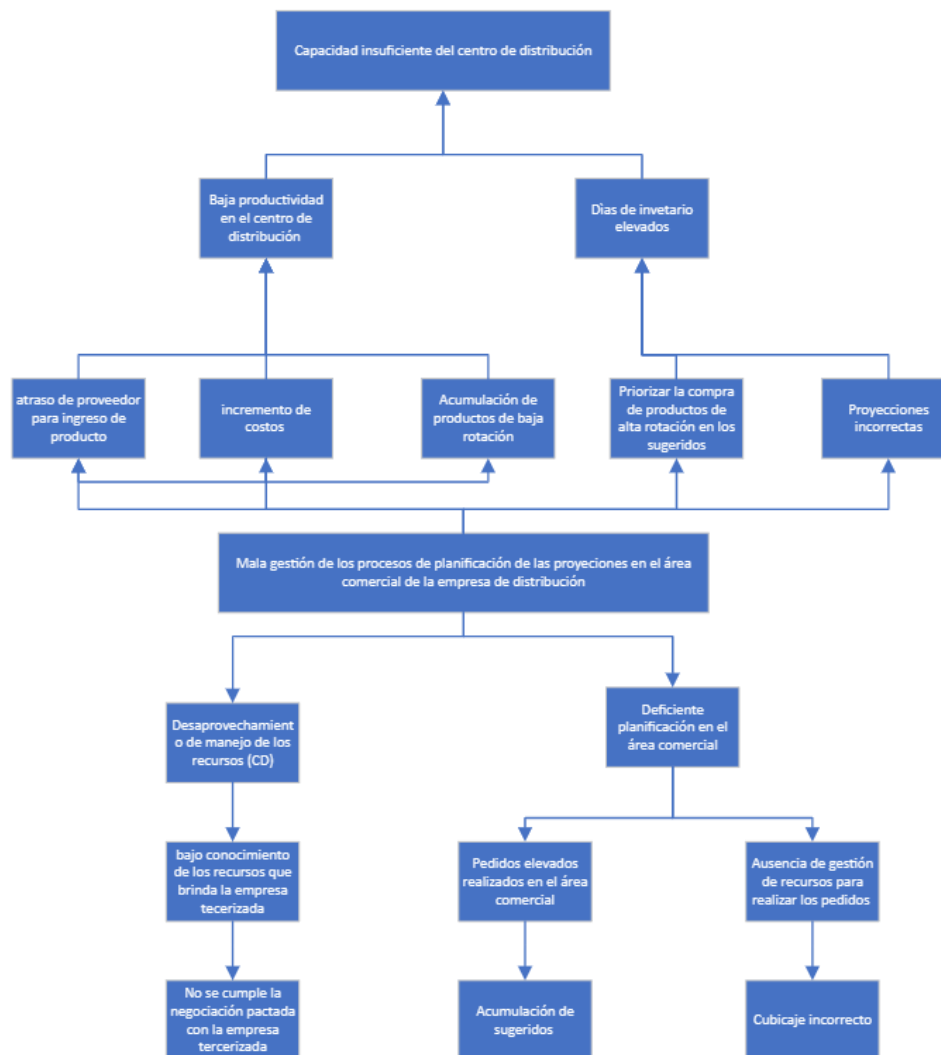 Capacidad insuficiente del centro de distribución
Baja productividad
en el centro de
distribución
Dìas de invetario
elevados
atraso de proveedor
para ingreso de
producto
incremento de
costos
Acumulación de
productos de baja
rotación
Priorizar la compra
de productos de
alta rotación en los
sugeridos
Proyecciones
incorrectas
Mala gestión de los procesos de planificación de las proyeciones en el área
comercial de la empresa de distribución
Desaprovechamient
o de manejo de los
recursos (CD)
Deficiente
planificación en el
área comercial
bajo conocimiento
de los recursos que
brinda la empresa
tecerizada
Pedidos elevados
realizados en el área
comercial
Ausencia de gestión
de recursos para
realizar los pedidos
No se cumple la
negociación pactada
con la empresa
tercerizada
Acumulación de
sugeridos
Cubicaje incorrecto